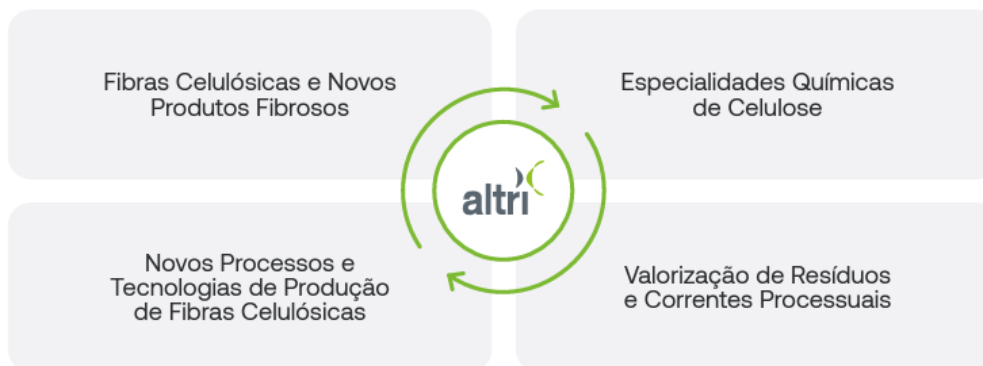 Fibras Celulósicas e Novos
Produtos Fibrosos
Especialidades Químicas
de Celulose
altri
Novos Processos e
Tecnologias de Produção
de Fibras Celulósicas
Valorização de Resíduos
e Correntes Processuais